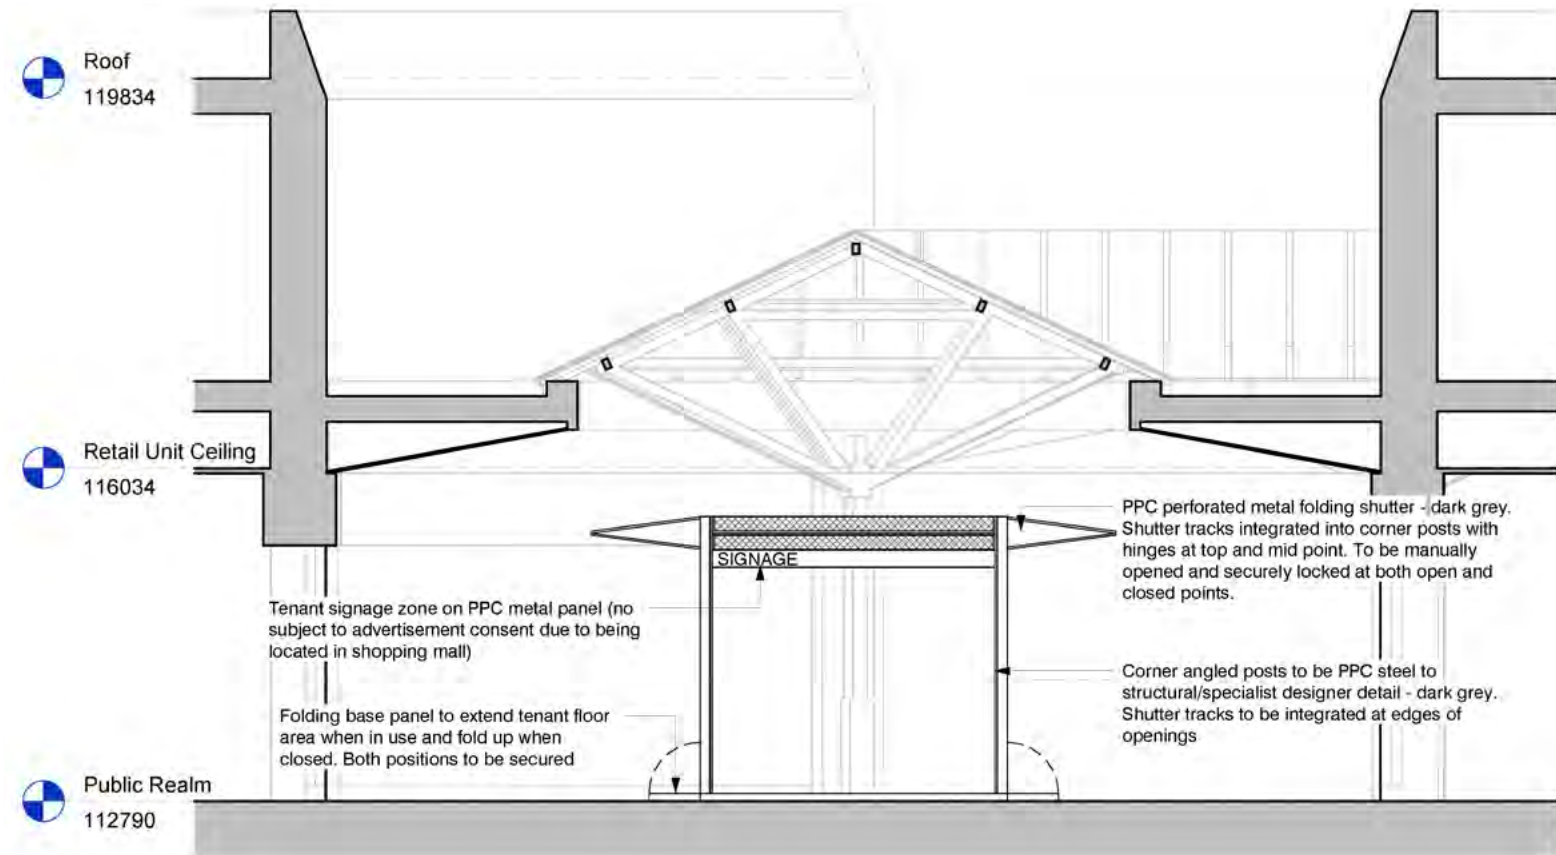 Roof
119834
Retail Unit Ceiling
116034
PPC perforated metal folding shutter - dark grey.
Shutter tracks integrated into corner posts with
hinges at top and mid point. To be manually
opened and securely locked at both open and
closed points.
SIGNAGE
Tenant signage zone on PPC metal panel (no
subject to advertisement consent due to being
located in shopping mall)
Corner angled posts to be PPC steel to
structural/specialist designer detail - dark grey.
Shutter tracks to be integrated at edges of
openings
Folding base panel to extend tenant floor
area when in use and fold up when
closed. Both positions to be secured
Public Realm
112790